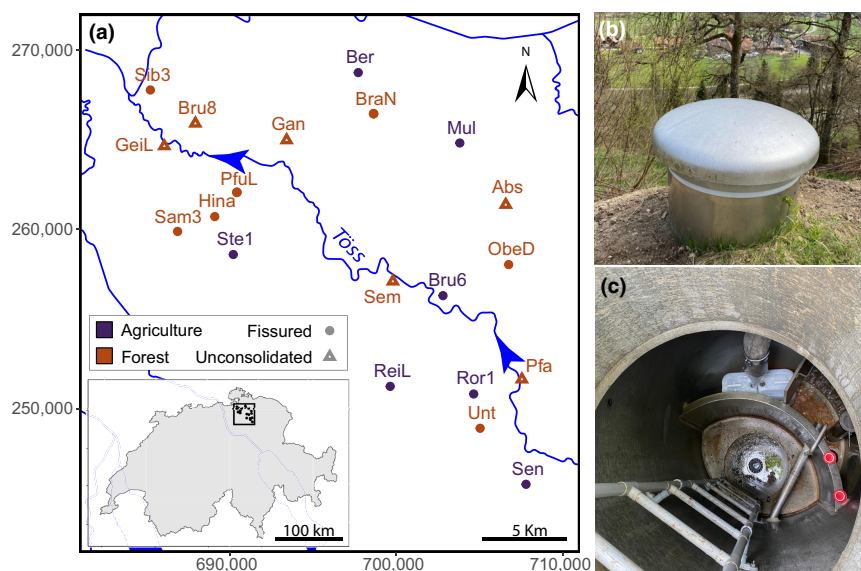 (a)
270,000
260,000
250,000
690,000
700,000
710,000
N
Sib3
Bru8
GeiL
Gan
Ber
BraN
Mul
PfuL
Hina
Sam3
Ste1
Abs
ObeD
Töss
Sem
Bru6
Pfa
ReiL
Ror1
Unt
Sen
Agriculture
Fissured
Forest
Unconsolidated
100 km
5 Km
(b)
(c)